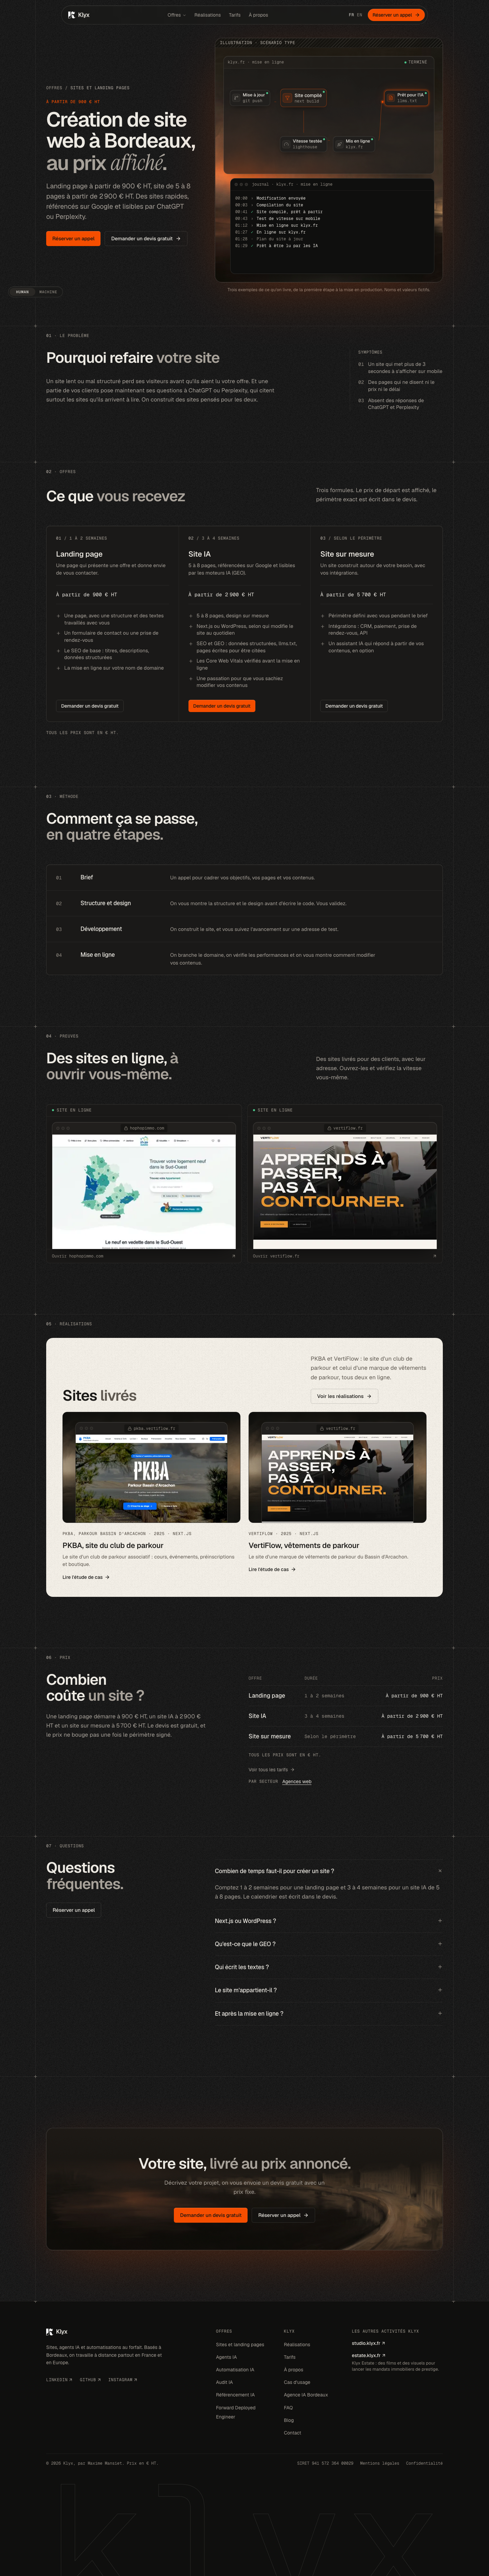 Klyx
Offres
Réalisations
Tarifs
À propos
FR EN
Réserver un appel →
OFFRES / SITES ET LANDING PAGES
À PARTIR DE 900 € HT
Création de site
web à Bordeaux,
au prix affiché.
Landing page à partir de 900 € HT, site de 5 à
8 pages à partir de 2 900 € HT. Des sites rapides,
référencés sur Google et lisibles par ChatGPT
ou Perplexity.
Réserver un appel
Demander un devis gratuit →
HUMAN MACHINE
ILLUSTRATION · SCÉNARIO TYPE
klyx.fr · mise en ligne
TERMINÉ
Mise à jour
git push
Site compilé
next build
Prêt pour l'IA
llms.txt
Vitesse testée
lighthouse
Mis en ligne
klyx.fr
journal · klyx.fr · mise en ligne
Modification envoyée
Compilation du site
Site compilé, prêt à partir
Test de vitesse sur mobile
Mise en ligne sur klyx.fr
En ligne sur klyx.fr
Plan du site à jour
Prêt à être lu par les IA
Trois exemples de ce qu'on livre, de la première étape à la mise en production. Noms et valeurs fictifs.
01 · LE PROBLÈME
Pourquoi refaire votre site
Un site lent ou mal structuré perd ses visiteurs avant qu'ils aient lu votre offre. Et une
partie de vos clients pose maintenant ses questions à ChatGPT ou Perplexity, qui citent
surtout les sites qu'ils arrivent à lire. On construit des sites pensés pour les deux.
SYMPTÔMES
01 Un site qui met plus de 3
secondes à s'afficher sur mobile
02 Des pages qui ne disent ni le
prix ni le délai
03 Absent des réponses de
ChatGPT et Perplexity
02 · OFFRES
Ce que vous recevez
Trois formules. Le prix de départ est affiché, le
périmètre exact est écrit dans le devis.
01 / 1 À 2 SEMAINES
Landing page
Une page qui présente une offre et donne envie
de vous contacter.
À partir de 900 € HT
Une page, avec une structure et des textes
travaillés avec vous
Un formulaire de contact ou une prise de
rendez-vous
Le SEO de base : titres, descriptions,
données structurées
La mise en ligne sur votre nom de domaine
Demander un devis gratuit
02 / 3 À 4 SEMAINES
Site IA
5 à 8 pages, référencées sur Google et lisibles
par les moteurs IA (GEO).
À partir de 2 900 € HT
5 à 8 pages, design sur mesure
Next.js ou WordPress, selon qui modifie le
site au quotidien
SEO et GEO : données structurées, llms.txt,
pages écrites pour être citées
Les Core Web Vitals vérifiés avant la mise en
ligne
Une passation pour que vous sachiez
modifier vos contenus
Demander un devis gratuit
03 / SELON LE PÉRIMÈTRE
Site sur mesure
Un site construit autour de votre besoin, avec
vos intégrations.
À partir de 5 700 € HT
Périmètre défini avec vous pendant le brief
Intégrations : CRM, paiement, prise de
rendez-vous, API
Un assistant IA qui répond à partir de vos
contenus, en option
Demander un devis gratuit
TOUS LES PRIX SONT EN € HT.
03 · MÉTHODE
Comment ça se passe,
en quatre étapes.
01 Brief
Un appel pour cadrer vos objectifs, vos pages et vos contenus.
02 Structure et design
On vous montre la structure et le design avant d'écrire le code. Vous validez.
03 Développement
On construit le site, et vous suivez l'avancement sur une adresse de test.
04 Mise en ligne
On branche le domaine, on vérifie les performances et on vous montre comment modifier
vos contenus.
04 · PREUVES
Des sites en ligne, à
ouvrir vous-même.
Des sites livrés pour des clients, avec leur
adresse. Ouvrez-les et vérifiez la vitesse
vous-même.
SITE EN LIGNE
hophopimmo.com
Trouver votre logement neuf
dans le Sud-Ouest
Le neuf en vedette dans le Sud-Ouest
Ouvrir hophopimmo.com
SITE EN LIGNE
vertiflow.fr
APPRENDS À
PASSER,
PAS À
CONTOURNER.
Ouvrir vertiflow.fr
05 · RÉALISATIONS
Sites livrés
PKBA et VertiFlow : le site d'un club de
parkour et celui d'une marque de vêtements
de parkour, tous deux en ligne.
Voir les réalisations →
pkba.vertiflow.fr
PKBA
Parkour Bassin d'Arcachon
PKBA, PARKOUR BASSIN D'ARCACHON · 2025 · NEXT.JS
PKBA, site du club de parkour
Le site d'un club de parkour associatif : cours, événements, préinscriptions
et boutique.
Lire l'étude de cas →
vertiflow.fr
APPRENDS À
PASSER,
PAS À
CONTOURNER.
VERTIFLOW · 2025 · NEXT.JS
VertiFlow, vêtements de parkour
Le site d'une marque de vêtements de parkour du Bassin d'Arcachon.
Lire l'étude de cas →
06 · PRIX
Combien
coûte un site ?
Une landing page démarre à 900 € HT, un site IA à 2 900 €
HT et un site sur mesure à 5 700 € HT. Le devis est gratuit, et
le prix ne bouge pas une fois le périmètre signé.
OFFRE DURÉE PRIX
Landing page 1 à 2 semaines À partir de 900 € HT
Site IA 3 à 4 semaines À partir de 2 900 € HT
Site sur mesure Selon le périmètre À partir de 5 700 € HT
TOUS LES PRIX SONT EN € HT.
Voir tous les tarifs →
PAR SECTEUR Agences web
07 · QUESTIONS
Questions
fréquentes.
Réserver un appel
Combien de temps faut-il pour créer un site ?
Comptez 1 à 2 semaines pour une landing page et 3 à 4 semaines pour un site IA de 5
à 8 pages. Le calendrier est écrit dans le devis.
Next.js ou WordPress ?
Qu'est-ce que le GEO ?
Qui écrit les textes ?
Le site m'appartient-il ?
Et après la mise en ligne ?
Votre site, livré au prix annoncé.
Décrivez votre projet, on vous envoie un devis gratuit avec un
prix fixe.
Demander un devis gratuit
Réserver un appel →
Klyx
Sites, agents IA et automatisations au forfait. Basés à
Bordeaux, on travaille à distance partout en France et
en Europe.
LINKEDIN GITHUB INSTAGRAM
OFFRES
Sites et landing pages
Agents IA
Automatisation IA
Audit IA
Référencement IA
Forward Deployed
Engineer
KLYX
Réalisations
Tarifs
À propos
Cas d'usage
Agence IA Bordeaux
FAQ
Blog
Contact
LES AUTRES ACTIVITÉS KLYX
studio.klyx.fr
estate.klyx.fr
Klyx Estate : des films et des visuels pour
lancer les mandats immobiliers de prestige.
Mentions légales
Confidentialité
klyx